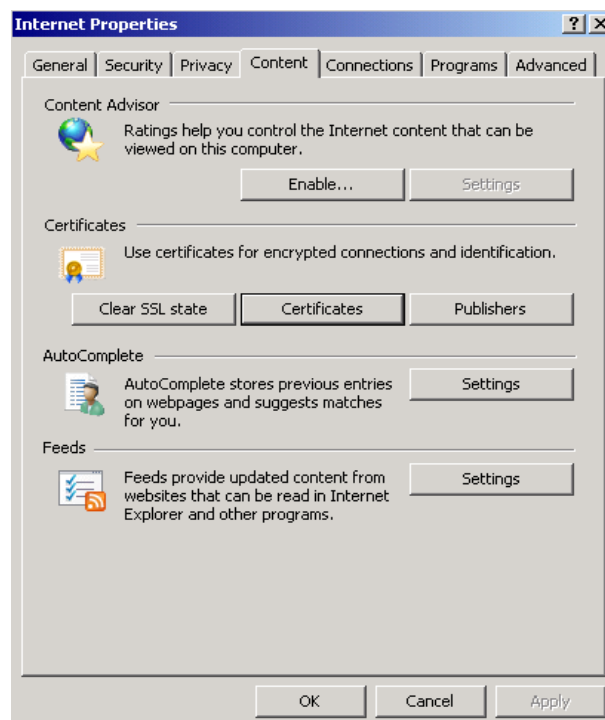 Internet Properties
General Security Privacy Content Connections Programs Advanced
Content Advisor
Ratings help you control the Internet content that can be
viewed on this computer.
Enable... Settings
Certificates
Use certificates for encrypted connections and identification.
Clear SSL state Certificates Publishers
AutoComplete
AutoComplete stores previous entries
on webpages and suggests matches
for you.
Settings
Feeds
Feeds provide updated content from
websites that can be read in Internet
Explorer and other programs.
Settings
OK Cancel Apply